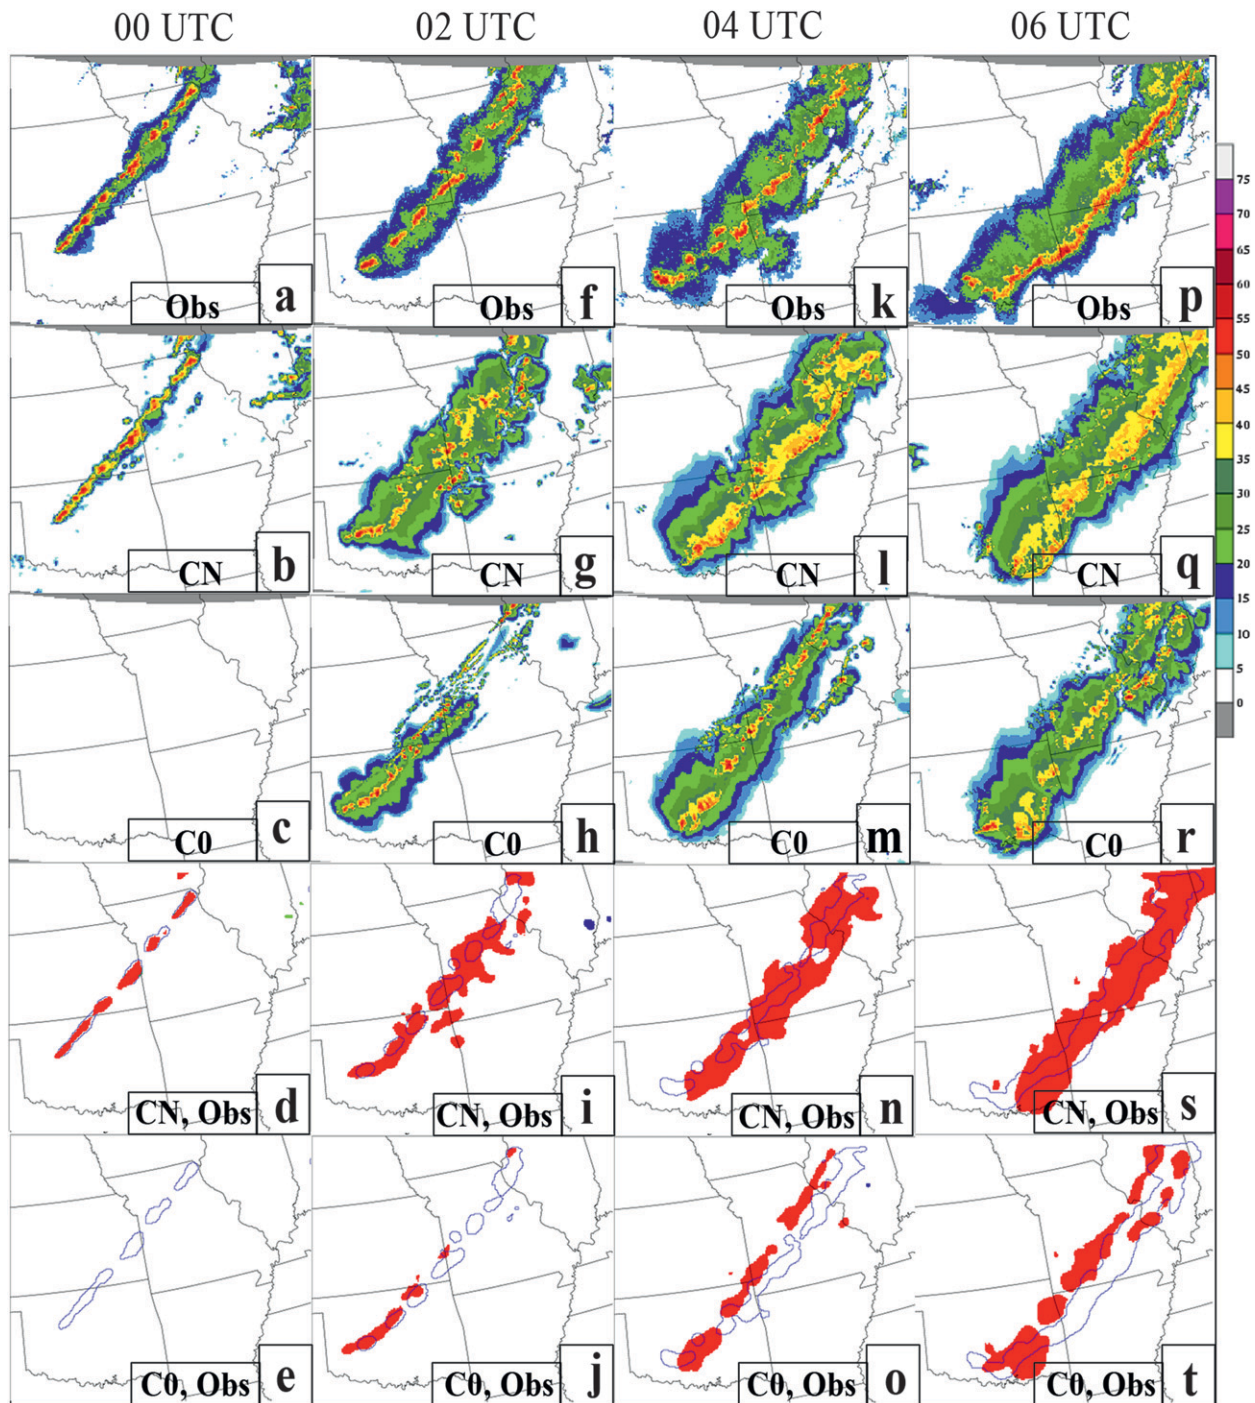 00 UTC 02 UTC 04 UTC 06 UTC
Obs a Obs f Obs k Obs p
75
70
65
60
55
50
45
40
35
30
25
20
15
10
5
0
CN b CN g CN l CN q
C0 c C0 h C0 m C0 r
CN, Obs d CN, Obs i CN, Obs n CN, Obs s
C0, Obs e C0, Obs j C0, Obs o C0, Obs t